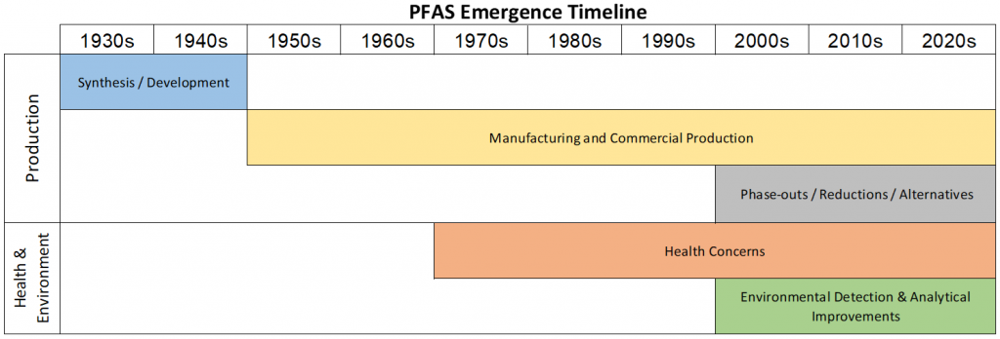 PFAS Emergence Timeline
1930s 1940s 1950s 1960s 1970s 1980s 1990s 2000s 2010s 2020s
Production
Synthesis / Development
Manufacturing and Commercial Production
Phase-outs / Reductions / Alternatives
Health &
Environment
Health Concerns
Environmental Detection & Analytical
Improvements